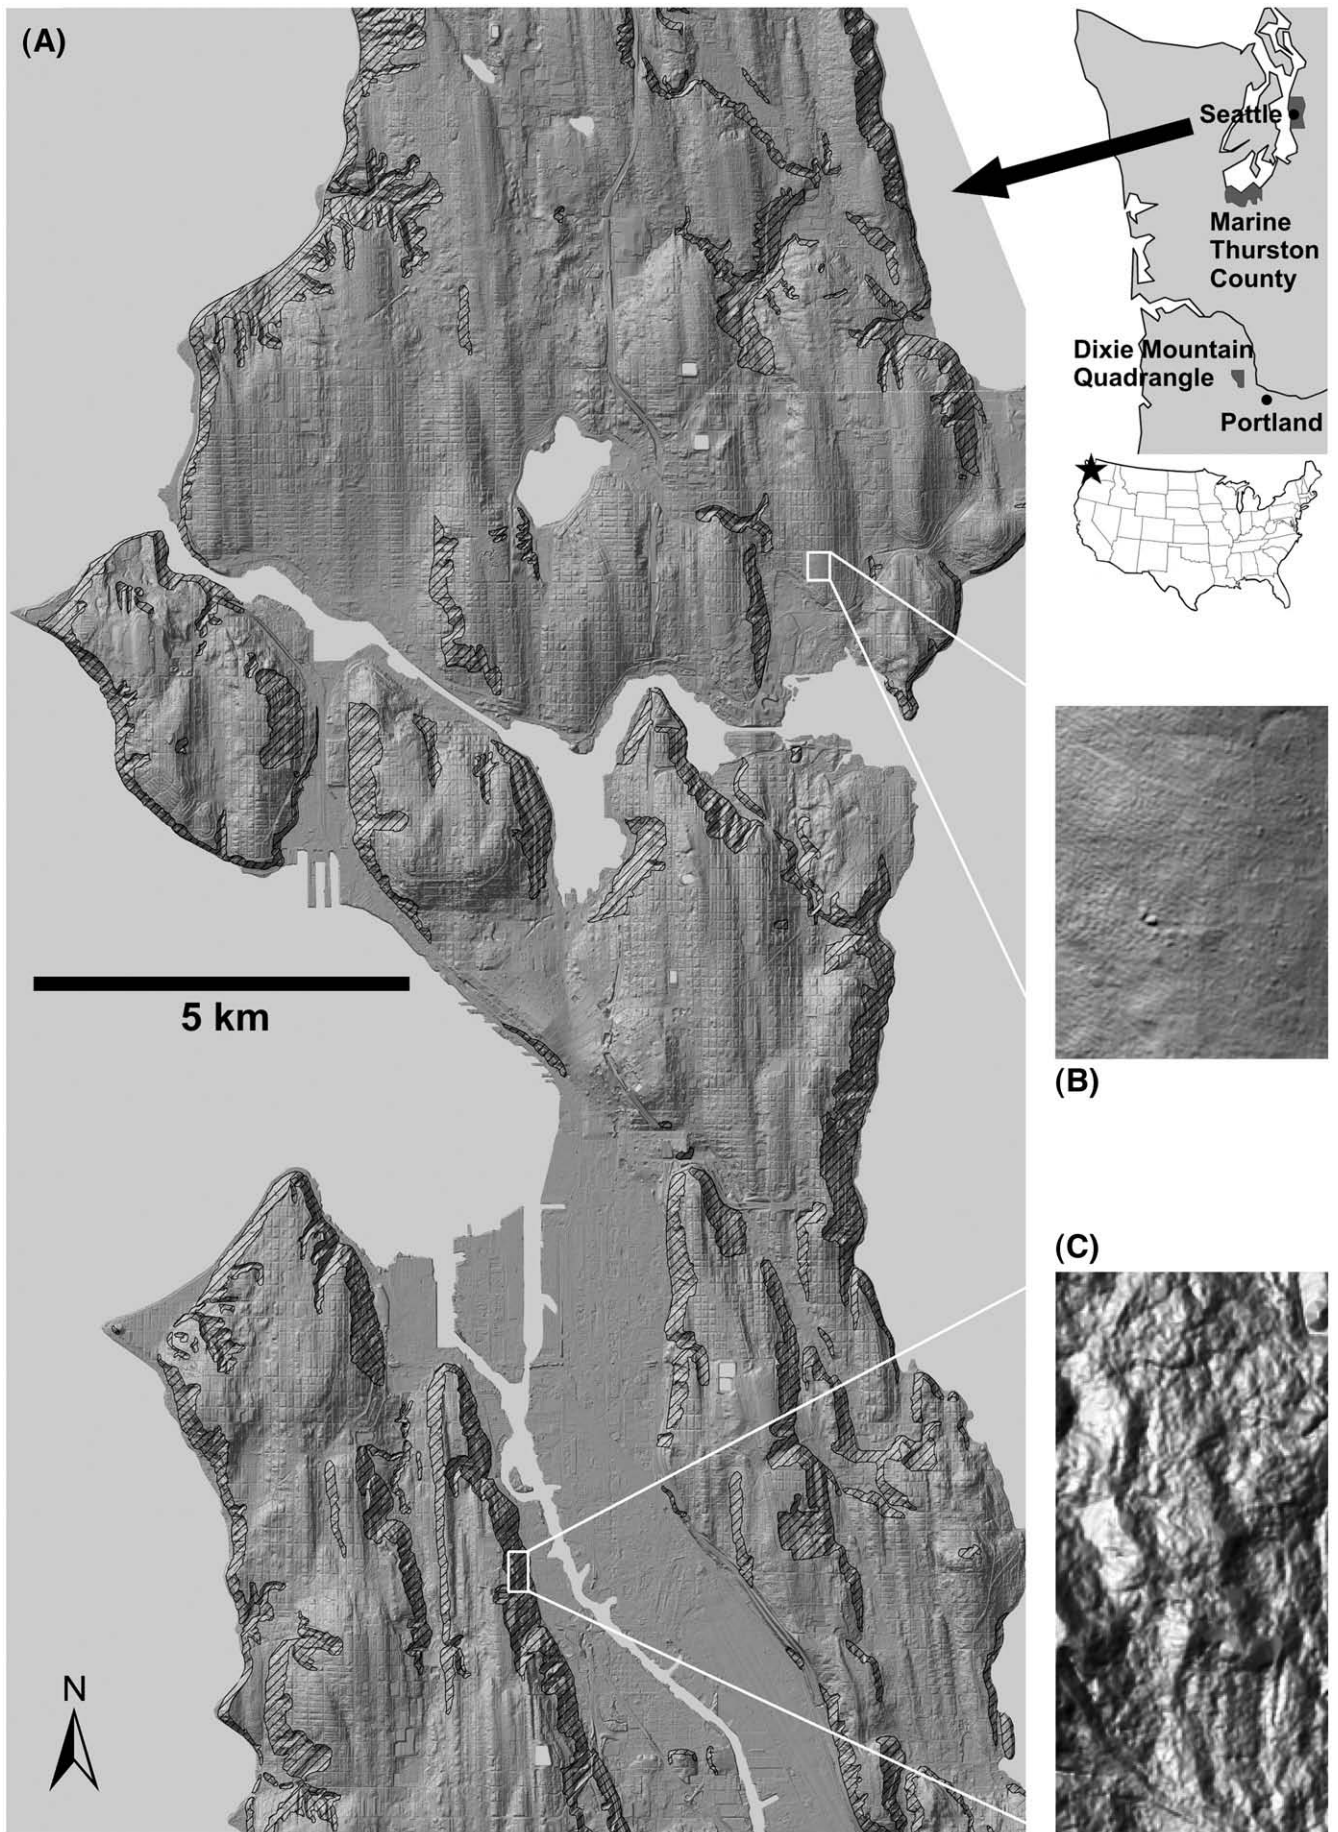 (A)
Seattle
Marine
Thurston
County
Dixie Mountain
Quadrangle
Portland
5 km
(B)
(C)
N